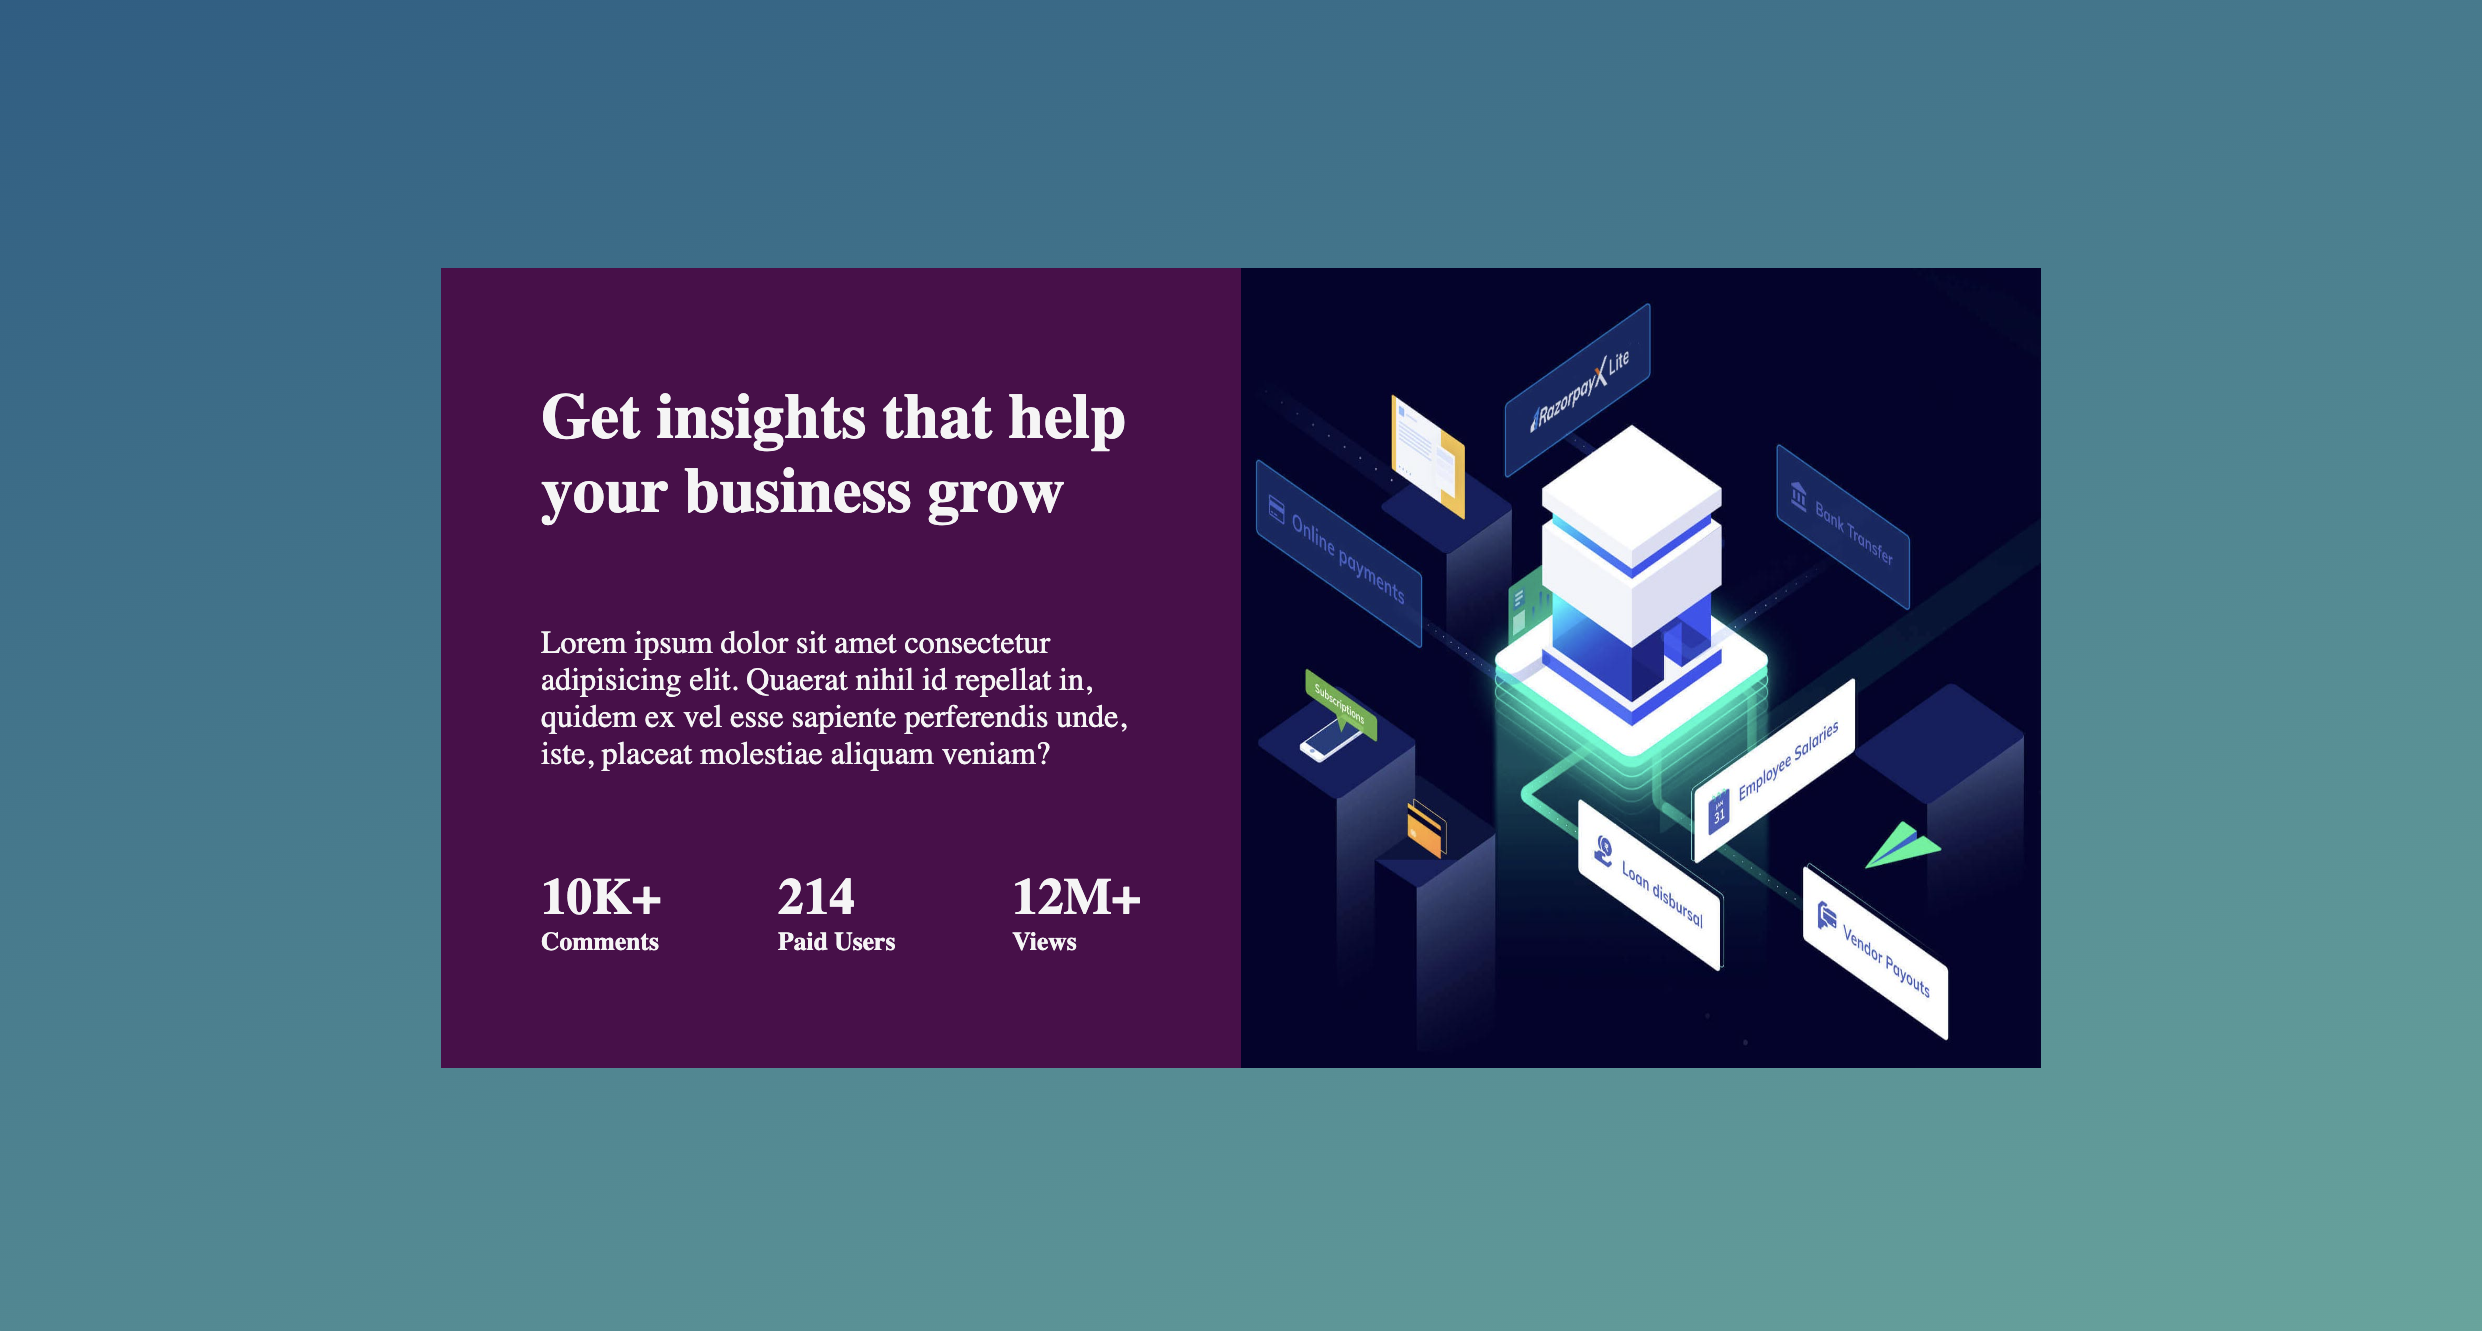 Get insights that help
your business grow
Lorem ipsum dolor sit amet consectetur
adipisicing elit. Quaerat nihil id repellat in,
quidem ex vel esse sapiente perferendis unde,
iste, placeat molestiae aliquam veniam?
10K+ 214 12M+
Comments Paid Users Views
RazorpayX Lite
Bank Transfer
Online payments
Subscriptions
Employee Salaries
31
Loan disbursal
Vendor Payouts